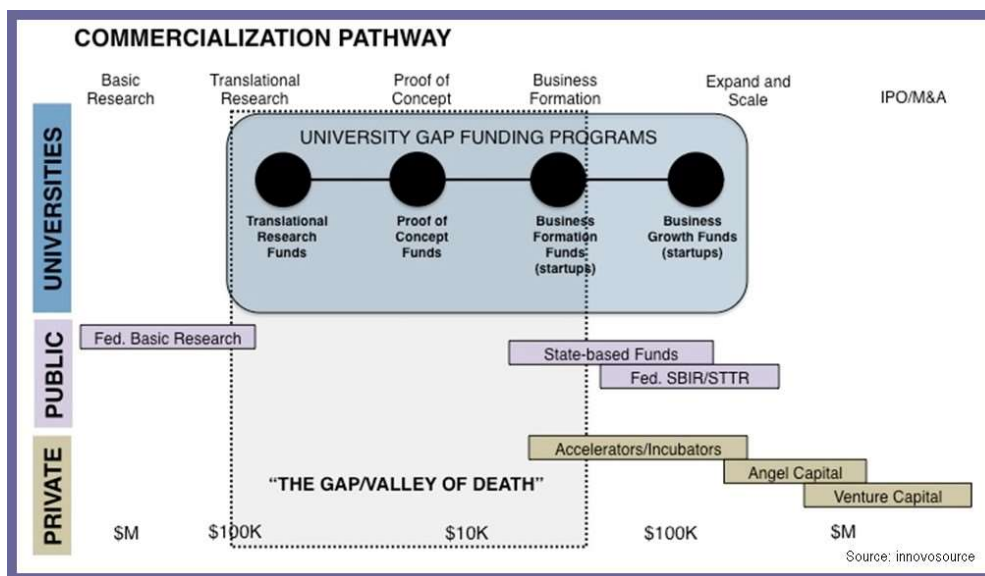 COMMERCIALIZATION PATHWAY
Basic
Research
Translational
Research
Proof of
Concept
Business
Formation
Expand and
Scale
IPO/M&A
UNIVERSITIES
UNIVERSITY GAP FUNDING PROGRAMS
Translational
Research
Funds
Proof of
Concept
Funds
Business
Formation
Funds
(startups)
Business
Growth Funds
(startups)
PUBLIC
Fed. Basic Research
State-based Funds
Fed. SBIR/STTR
PRIVATE
Accelerators/Incubators
Angel Capital
Venture Capital
“THE GAP/VALLEY OF DEATH”
$M
$100K
$10K
$100K
$M
Source: innovosource